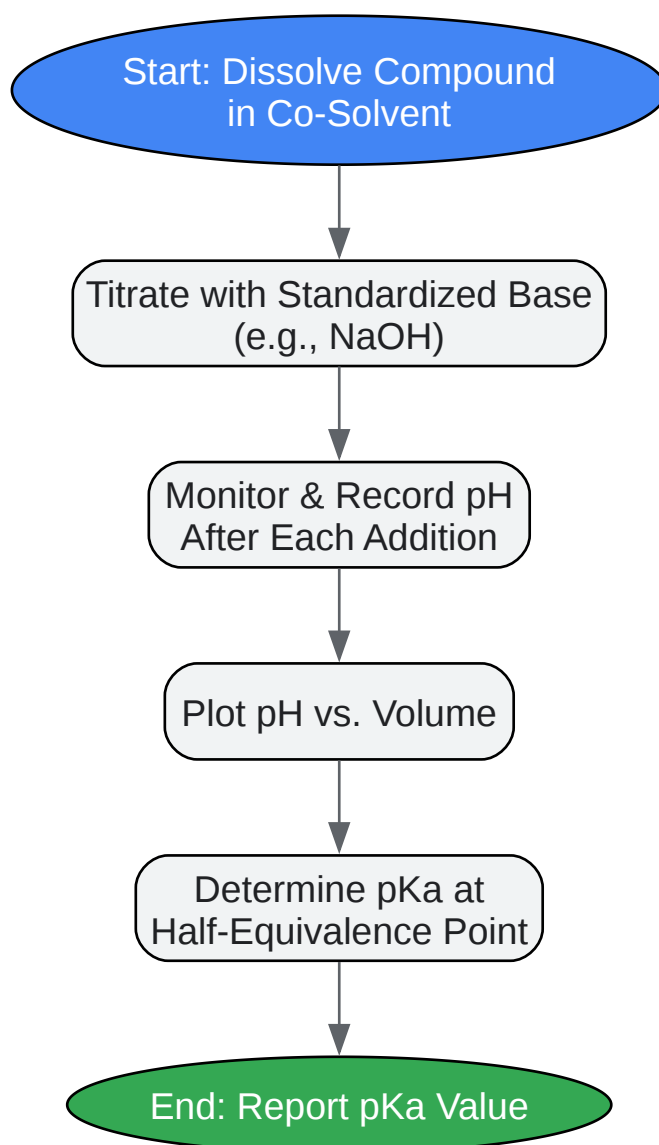 Start: Dissolve Compound
in Co-Solvent
Titrate with Standardized Base
(e.g., NaOH)
Monitor & Record pH
After Each Addition
Plot pH vs. Volume
Determine pKa at
Half-Equivalence Point
End: Report pKa Value